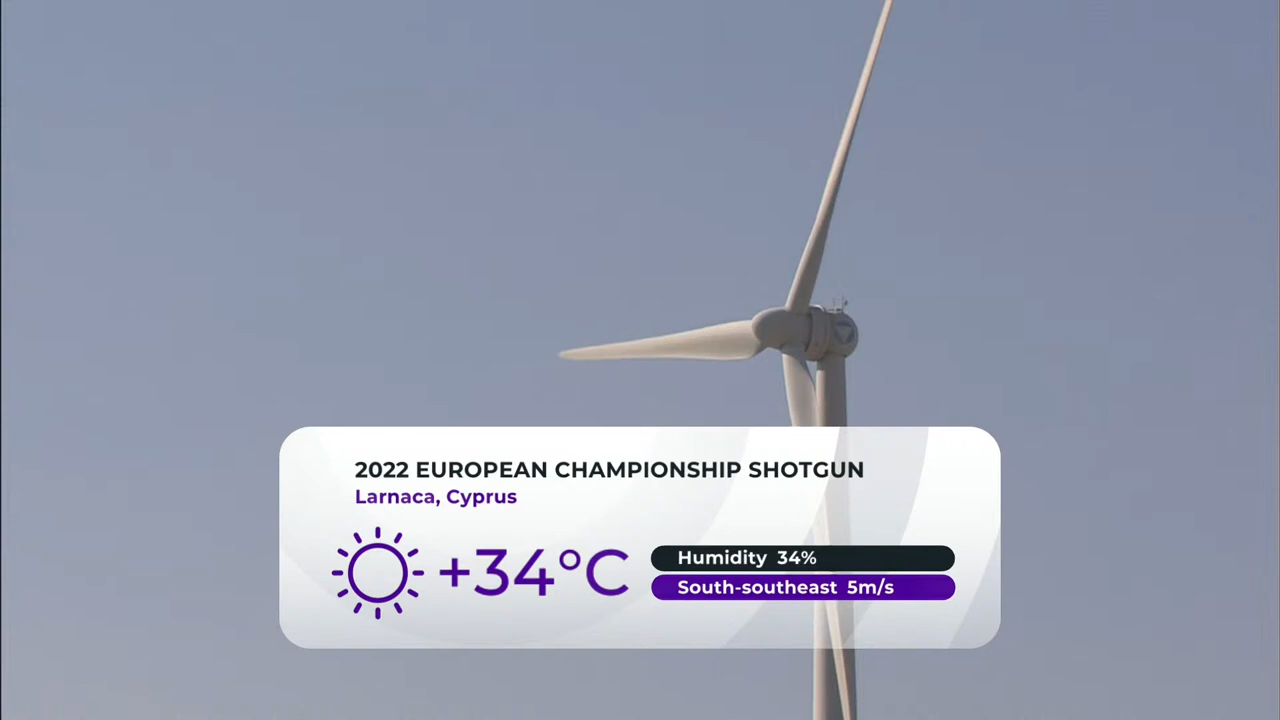 2022 EUROPEAN CHAMPIONSHIP SHOTGUN
Larnaca, Cyprus
+34°C
Humidity 34%
South-southeast 5m/s